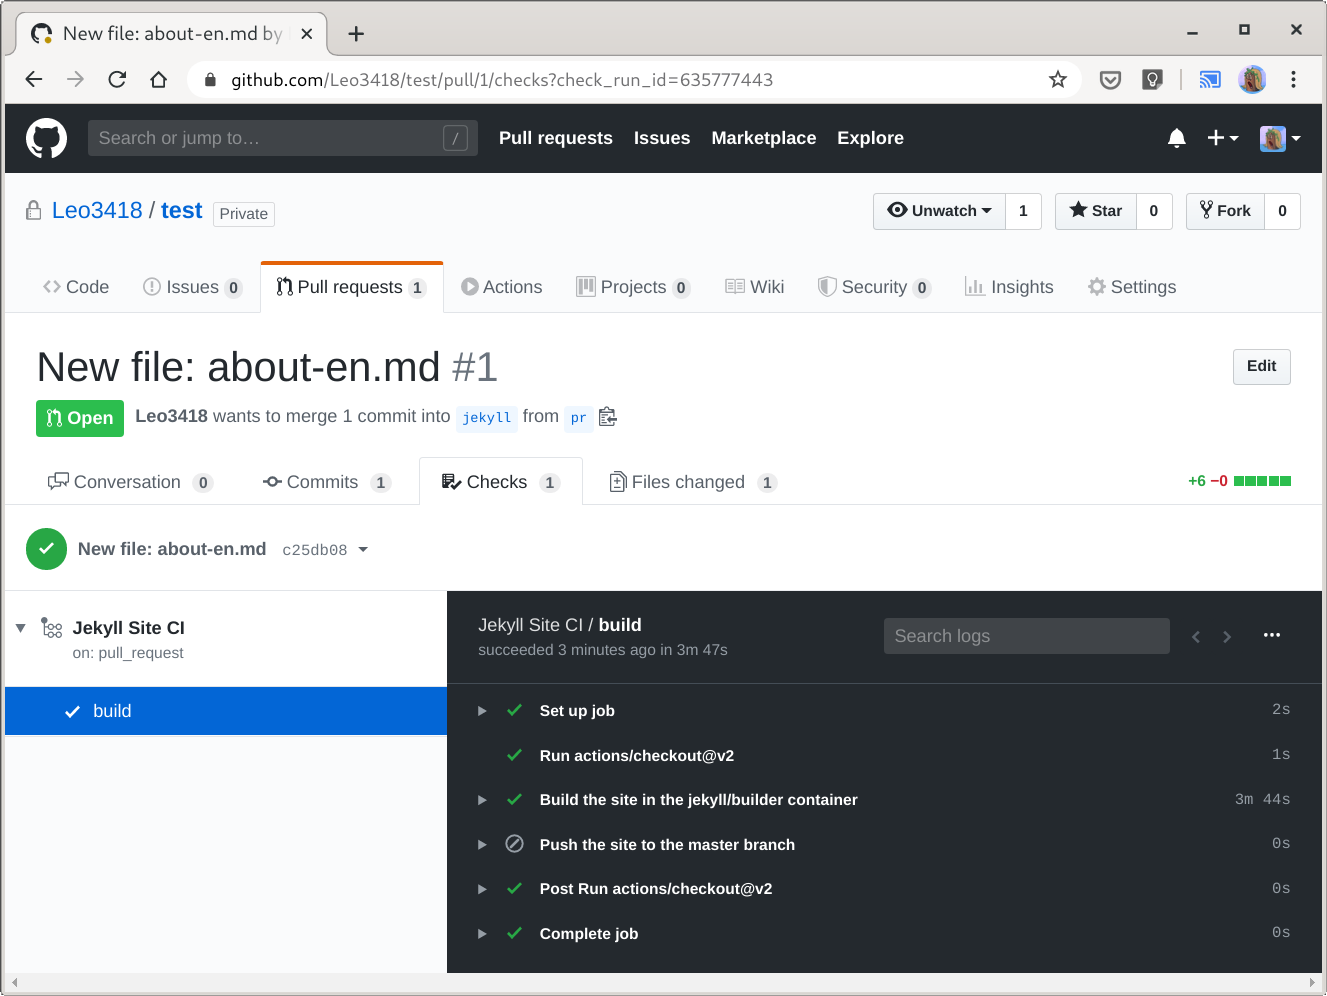 New file: about-en.md by
github.com/Leo3418/test/pull/1/checks?check_run_id=635777443
Search or jump to… / Pull requests Issues Marketplace Explore
Leo3418 / test Private Unwatch 1 Star 0 Fork 0
Code Issues 0 Pull requests 1 Actions Projects 0 Wiki Security 0 Insights Settings
New file: about-en.md #1 Edit
Open Leo3418 wants to merge 1 commit into jekyll from pr
Conversation 0 Commits 1 Checks 1 Files changed 1 +6 −0
New file: about-en.md c25db08
Jekyll Site CI
on: pull_request
build
Jekyll Site CI / build
succeeded 3 minutes ago in 3m 47s
Search logs
Set up job 2s
Run actions/checkout@v2 1s
Build the site in the jekyll/builder container 3m 44s
Push the site to the master branch 0s
Post Run actions/checkout@v2 0s
Complete job 0s